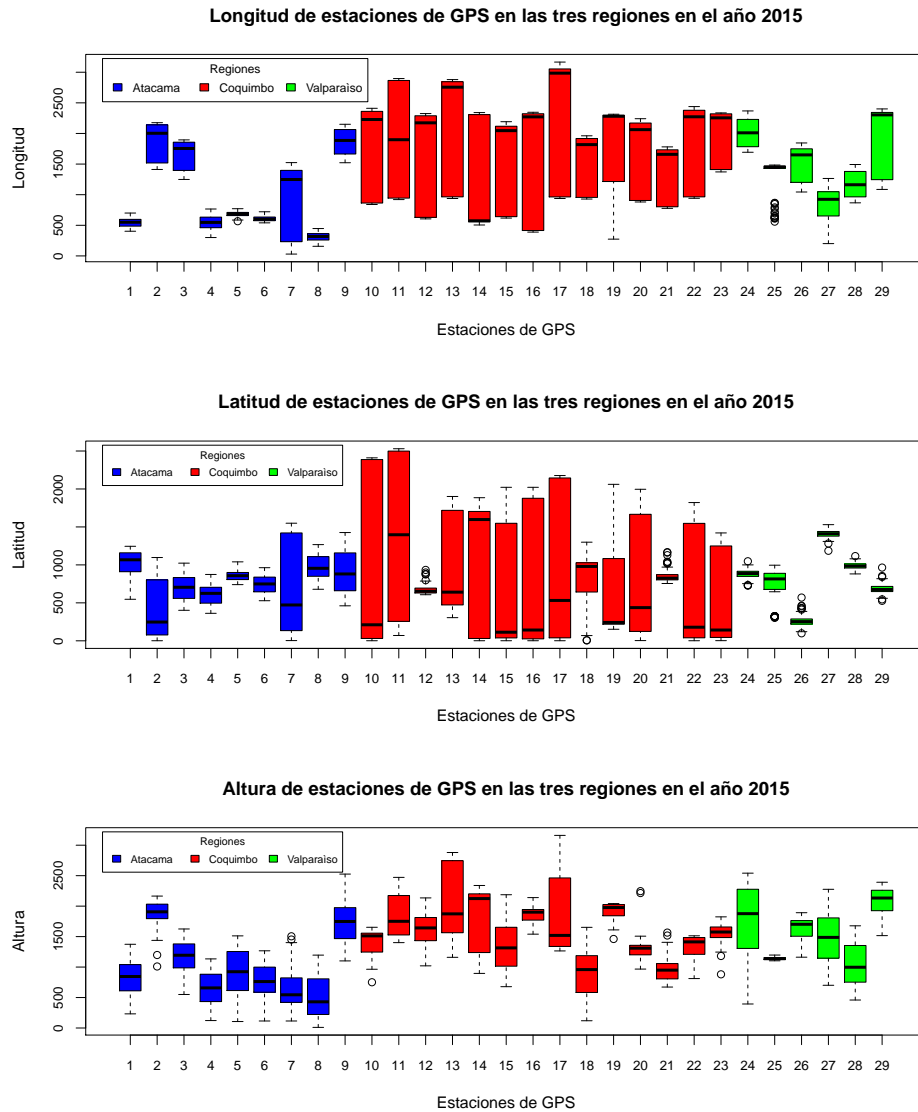 Longitud de estaciones de GPS en las tres regiones en el año 2015
Regiones
Atacama Coquimbo Valparaìso
Longitud
0 500 1500 2500
1 2 3 4 5 6 7 8 9 10 11 12 13 14 15 16 17 18 19 20 21 22 23 24 25 26 27 28 29
Estaciones de GPS
Latitud de estaciones de GPS en las tres regiones en el año 2015
Regiones
Atacama Coquimbo Valparaìso
Latitud
0 500 1000 2000
1 2 3 4 5 6 7 8 9 10 11 12 13 14 15 16 17 18 19 20 21 22 23 24 25 26 27 28 29
Estaciones de GPS
Altura de estaciones de GPS en las tres regiones en el año 2015
Regiones
Atacama Coquimbo Valparaìso
Altura
0 500 1500 2500
1 2 3 4 5 6 7 8 9 10 11 12 13 14 15 16 17 18 19 20 21 22 23 24 25 26 27 28 29
Estaciones de GPS